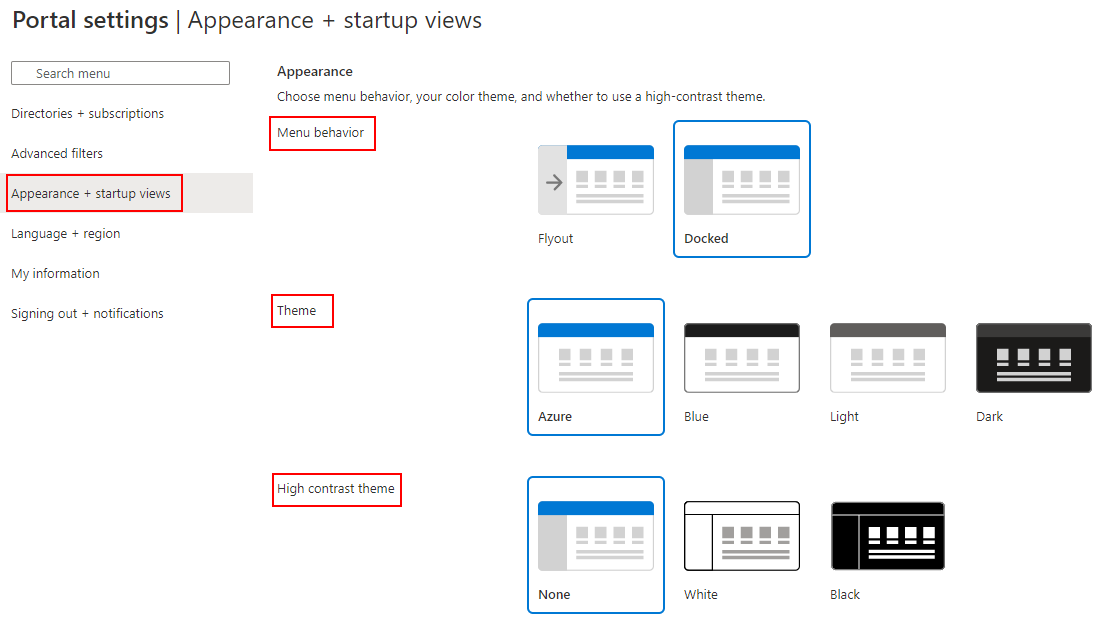 Portal settings | Appearance + startup views
Search menu
Directories + subscriptions
Advanced filters
Appearance + startup views
Language + region
My information
Signing out + notifications
Appearance
Choose menu behavior, your color theme, and whether to use a high-contrast theme.
Menu behavior
Flyout
Docked
Theme
Azure
Blue
Light
Dark
High contrast theme
None
White
Black